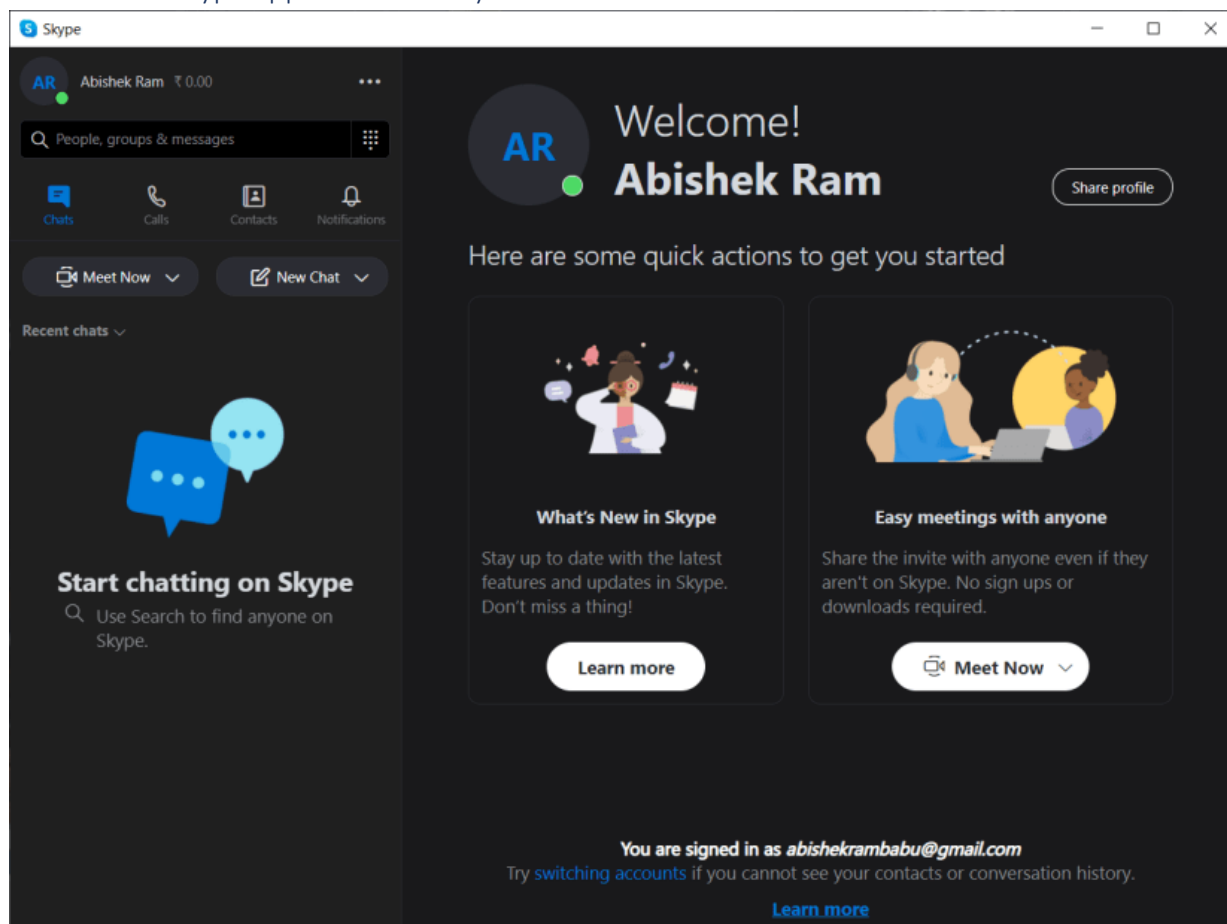 Skype
AR Abishek Ram ₹ 0.00
People, groups & messages
Chats Calls Contacts Notifications
Meet Now New Chat
Recent chats
Start chatting on Skype
Use Search to find anyone on
Skype.
AR
Welcome!
Abishek Ram
Share profile
Here are some quick actions to get you started
What's New in Skype
Stay up to date with the latest
features and updates in Skype.
Don't miss a thing!
Learn more
Easy meetings with anyone
Share the invite with anyone even if they
aren't on Skype. No sign ups or
downloads required.
Meet Now
You are signed in as abishekrambabu@gmail.com
Try switching accounts if you cannot see your contacts or conversation history.
Learn more